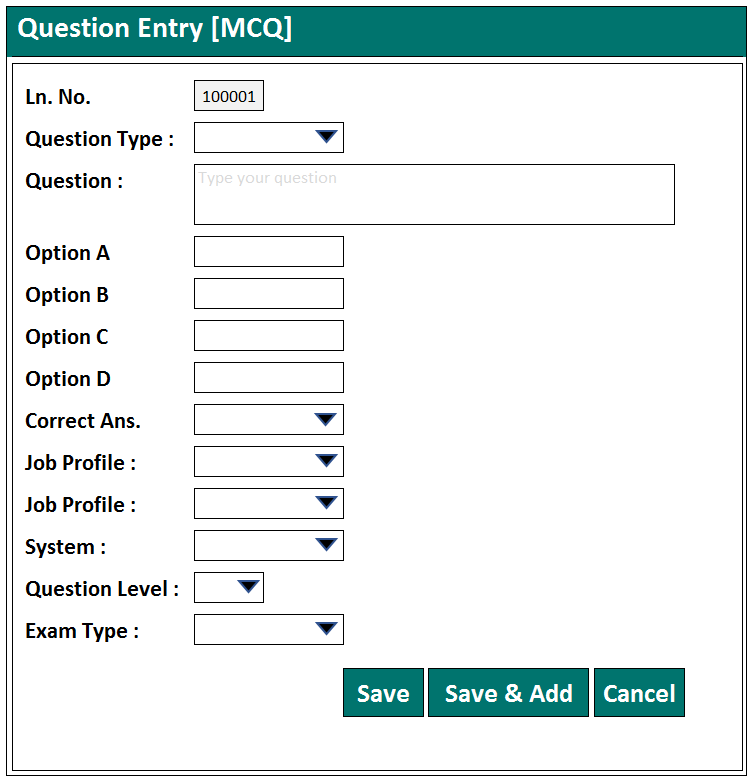 Question Entry [MCQ]
Ln. No. 100001
Question Type :
Question : Type your question
Option A
Option B
Option C
Option D
Correct Ans.
Job Profile :
Job Profile :
System :
Question Level :
Exam Type :
Save Save & Add Cancel